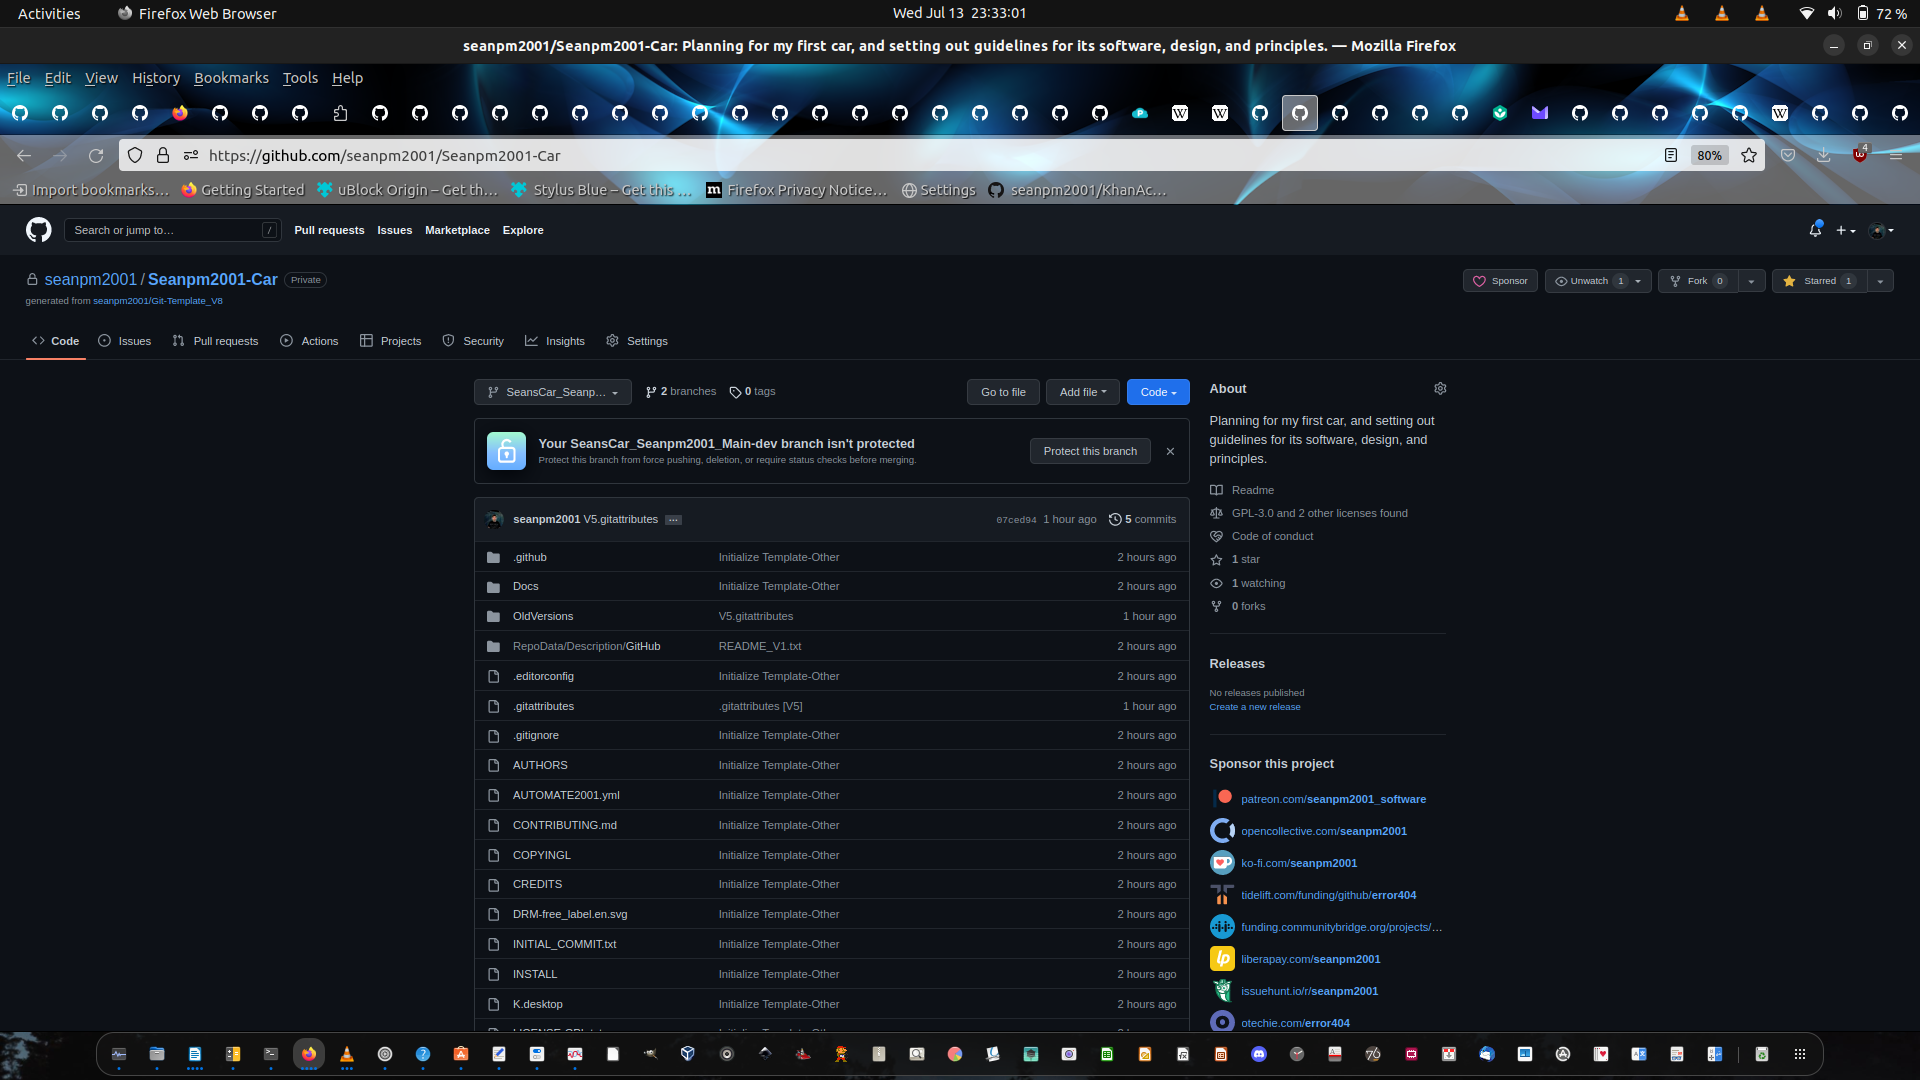 Activities
Firefox Web Browser
Wed Jul 13 23:33:01
72 %
seanpm2001/Seanpm2001-Car: Planning for my first car, and setting out guidelines for its software, design, and principles. — Mozilla Firefox
File Edit View History Bookmarks Tools Help
https://github.com/seanpm2001/Seanpm2001-Car
80%
4
Import bookmarks…
Getting Started
uBlock Origin – Get th…
Stylus Blue – Get this …
Firefox Privacy Notice…
Settings
seanpm2001/KhanAc…
Search or jump to…
/
Pull requests
Issues
Marketplace
Explore
seanpm2001 / Seanpm2001-Car
Private
generated from seanpm2001/Git-Template_V8
Sponsor
Unwatch 1
Fork 0
Starred 1
Code
Issues
Pull requests
Actions
Projects
Security
Insights
Settings
SeansCar_Seanp…
2 branches
0 tags
Go to file
Add file
Code
Your SeansCar_Seanpm2001_Main-dev branch isn't protected
Protect this branch from force pushing, deletion, or require status checks before merging.
Protect this branch
seanpm2001 V5.gitattributes …
07ced94 1 hour ago
5 commits
.github Initialize Template-Other 2 hours ago
Docs Initialize Template-Other 2 hours ago
OldVersions V5.gitattributes 1 hour ago
RepoData/Description/GitHub README_V1.txt 2 hours ago
.editorconfig Initialize Template-Other 2 hours ago
.gitattributes .gitattributes [V5] 1 hour ago
.gitignore Initialize Template-Other 2 hours ago
AUTHORS Initialize Template-Other 2 hours ago
AUTOMATE2001.yml Initialize Template-Other 2 hours ago
CONTRIBUTING.md Initialize Template-Other 2 hours ago
COPYINGL Initialize Template-Other 2 hours ago
CREDITS Initialize Template-Other 2 hours ago
DRM-free_label.en.svg Initialize Template-Other 2 hours ago
INITIAL_COMMIT.txt Initialize Template-Other 2 hours ago
INSTALL Initialize Template-Other 2 hours ago
K.desktop Initialize Template-Other 2 hours ago
About
Planning for my first car, and setting out
guidelines for its software, design, and
principles.
Readme
GPL-3.0 and 2 other licenses found
Code of conduct
1 star
1 watching
0 forks
Releases
No releases published
Create a new release
Sponsor this project
patreon.com/seanpm2001_software
opencollective.com/seanpm2001
ko-fi.com/seanpm2001
tidelift.com/funding/github/error404
funding.communitybridge.org/projects/…
liberapay.com/seanpm2001
issuehunt.io/r/seanpm2001
otechie.com/error404